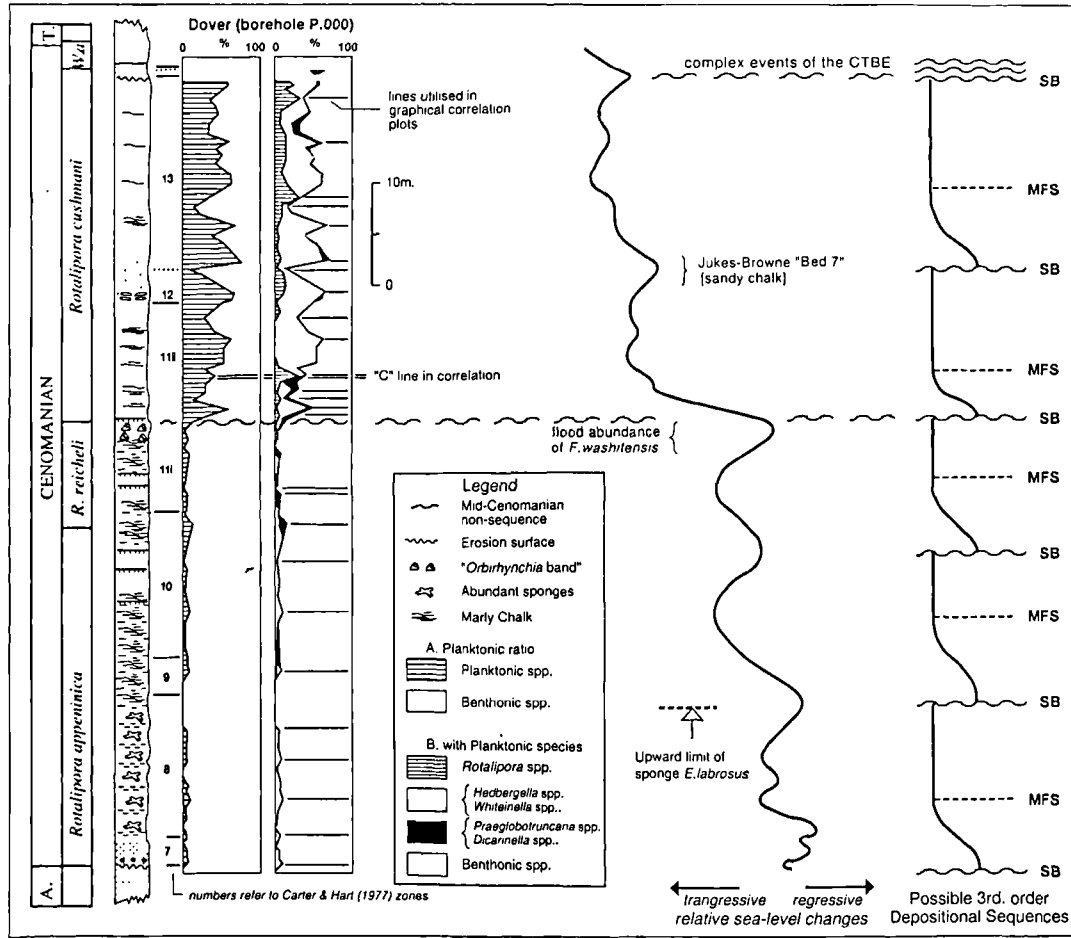 Dover (borehole P.000)
0 % 100 0 % 100
T.
W.a
CENOMANIAN
A.
Rotalipora cushmani
R. reicheli
Rotalipora appeninica
13
12
11ii
11i
10
9
8
7
lines utilised in
graphical correlation
plots
10m.
0
"C" line in correlation
numbers refer to Carter & Hart (1977) zones
Legend
Mid-Cenomanian
non-sequence
Erosion surface
"Orbirhynchia band"
Abundant sponges
Marly Chalk
A. Planktonic ratio
Planktonic spp.
Benthonic spp.
B. with Planktonic species
Rotalipora spp.
Hedbergella spp.
Whiteinella spp..
Praeglobotruncana spp.
Dicarinella spp..
Benthonic spp.
complex events of the CTBE
Jukes-Browne "Bed 7"
[sandy chalk]
flood abundance
of F.washitensis
Upward limit of
sponge E.labrosus
trangressive regressive
relative sea-level changes
SB
MFS
SB
MFS
SB
MFS
SB
MFS
SB
MFS
SB
Possible 3rd. order
Depositional Sequences